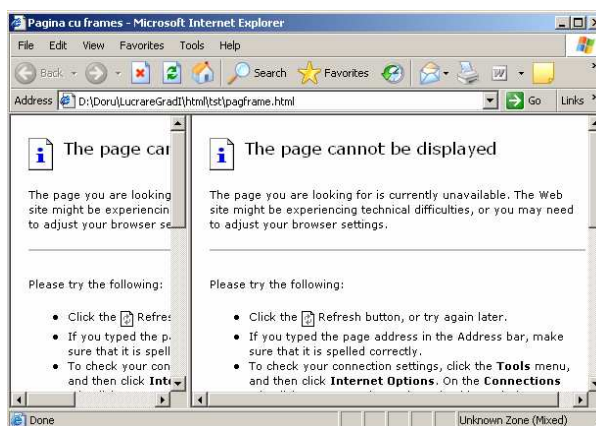 Pagina cu frames - Microsoft Internet Explorer
File Edit View Favorites Tools Help
Back Search Favorites
Address D:\Doru\LucrareGradI\html\tst\pagframe.html Go Links
The page
The page you are looking
site might be
to adjust your browser
Please try the following:
Click the
If you typed the
sure that it is
To check your
and then click
The page cannot be displayed
The page you are looking for is currently unavailable. The Web
site might be experiencing technical difficulties, or you may need
to adjust your browser settings.
Please try the following:
Click the Refresh button, or try again later.
If you typed the page address in the Address bar, make
sure that it is spelled correctly.
To check your connection settings, click the Tools menu,
and then click Internet Options. On the Connections
Done Unknown Zone (Mixed)